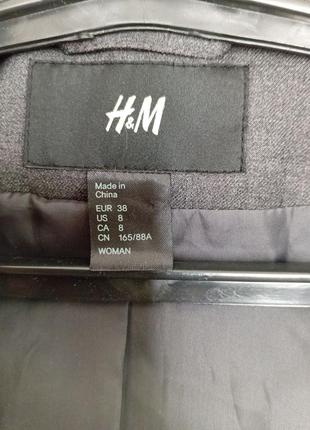 H&M
Made in
China
EUR 38
US 8
CA 8
CN 165/88A
WOMAN